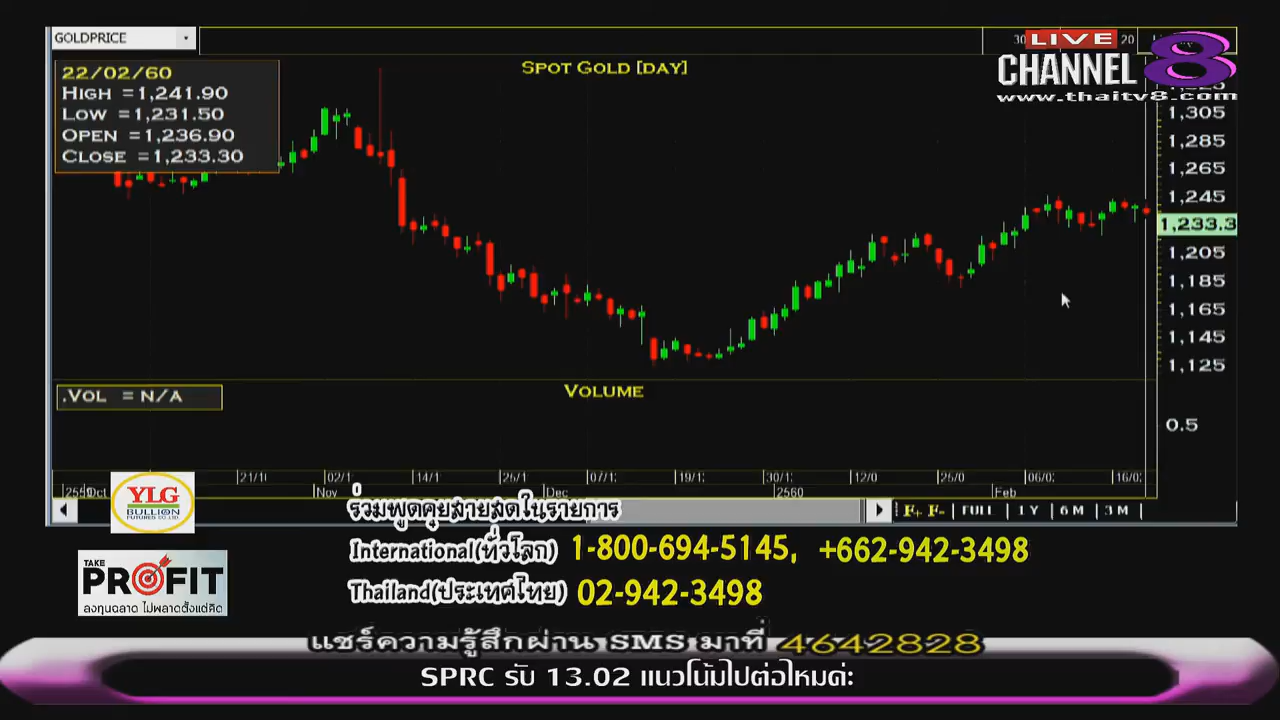 GOLDPRICE
LIVE
CHANNEL 8
www.thaitv8.com
SPOT GOLD [DAY]
22/02/60
HIGH =1,241.90
LOW =1,231.50
OPEN =1,236.90
CLOSE =1,233.30
1,305
1,285
1,265
1,245
1,233.3
1,205
1,185
1,165
1,145
1,125
.VOL = N/A
VOLUME
0.5
21/1 02/1 14/1 25/1 07/1 19/1 30/1 12/0 25/0 06/0 16/0
Oct Nov Dec 2560 Feb
F+ F- FULL 1 Y 6 M 3 M
YLG
BULLION
FUTURES CO.,LTD.
ร่วมพูดคุยสายสดในรายการ
International(ทั่วโลก) 1-800-694-5145, +662-942-3498
TAKE
PROFIT
ลงทุนฉลาด ไม่พลาดตั้งแต่คิด
Thailand(ประเทศไทย) 02-942-3498
แชร์ความรู้สึกผ่าน SMS มาที่ 4642828
SPRC รับ 13.02 แนวโน้มไปต่อไหมค่ะ